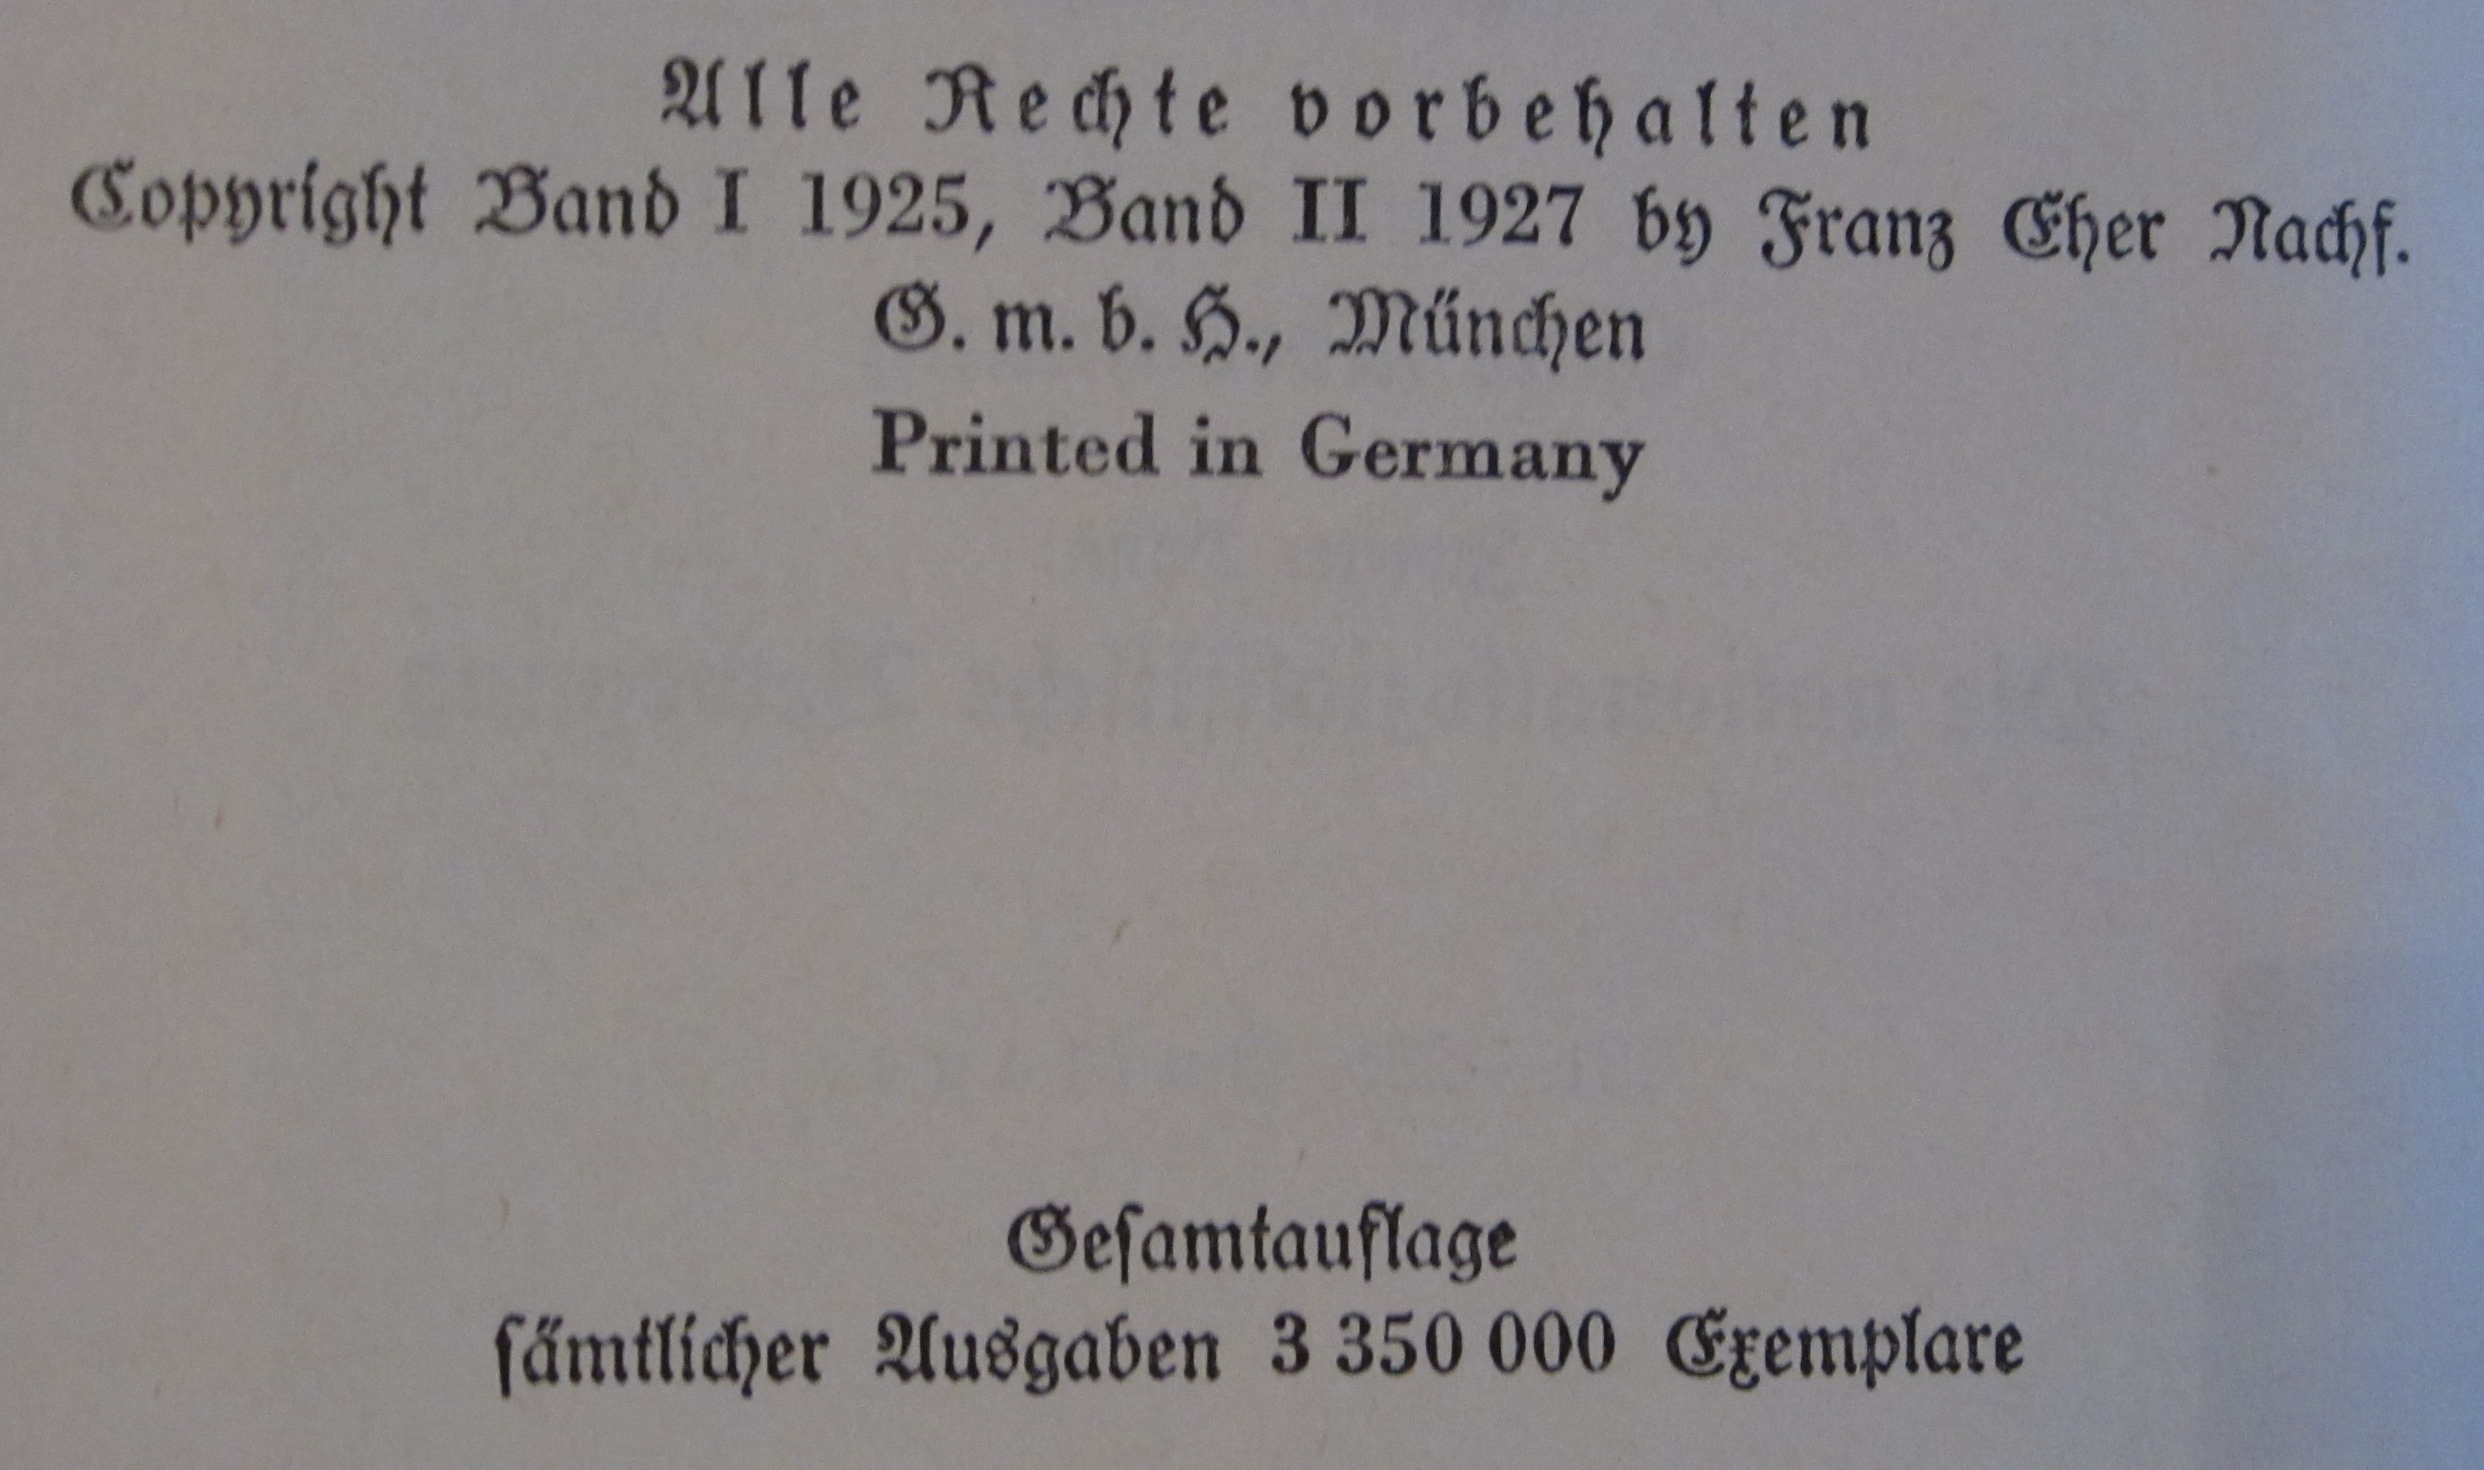 Alle Rechte vorbehalten
Copyright Band I 1925, Band II 1927 by Franz Eher Nachf.
G. m. b. H., München
Printed in Germany
Geſamtauflage
ſämtlicher Ausgaben 3 350 000 Exemplare